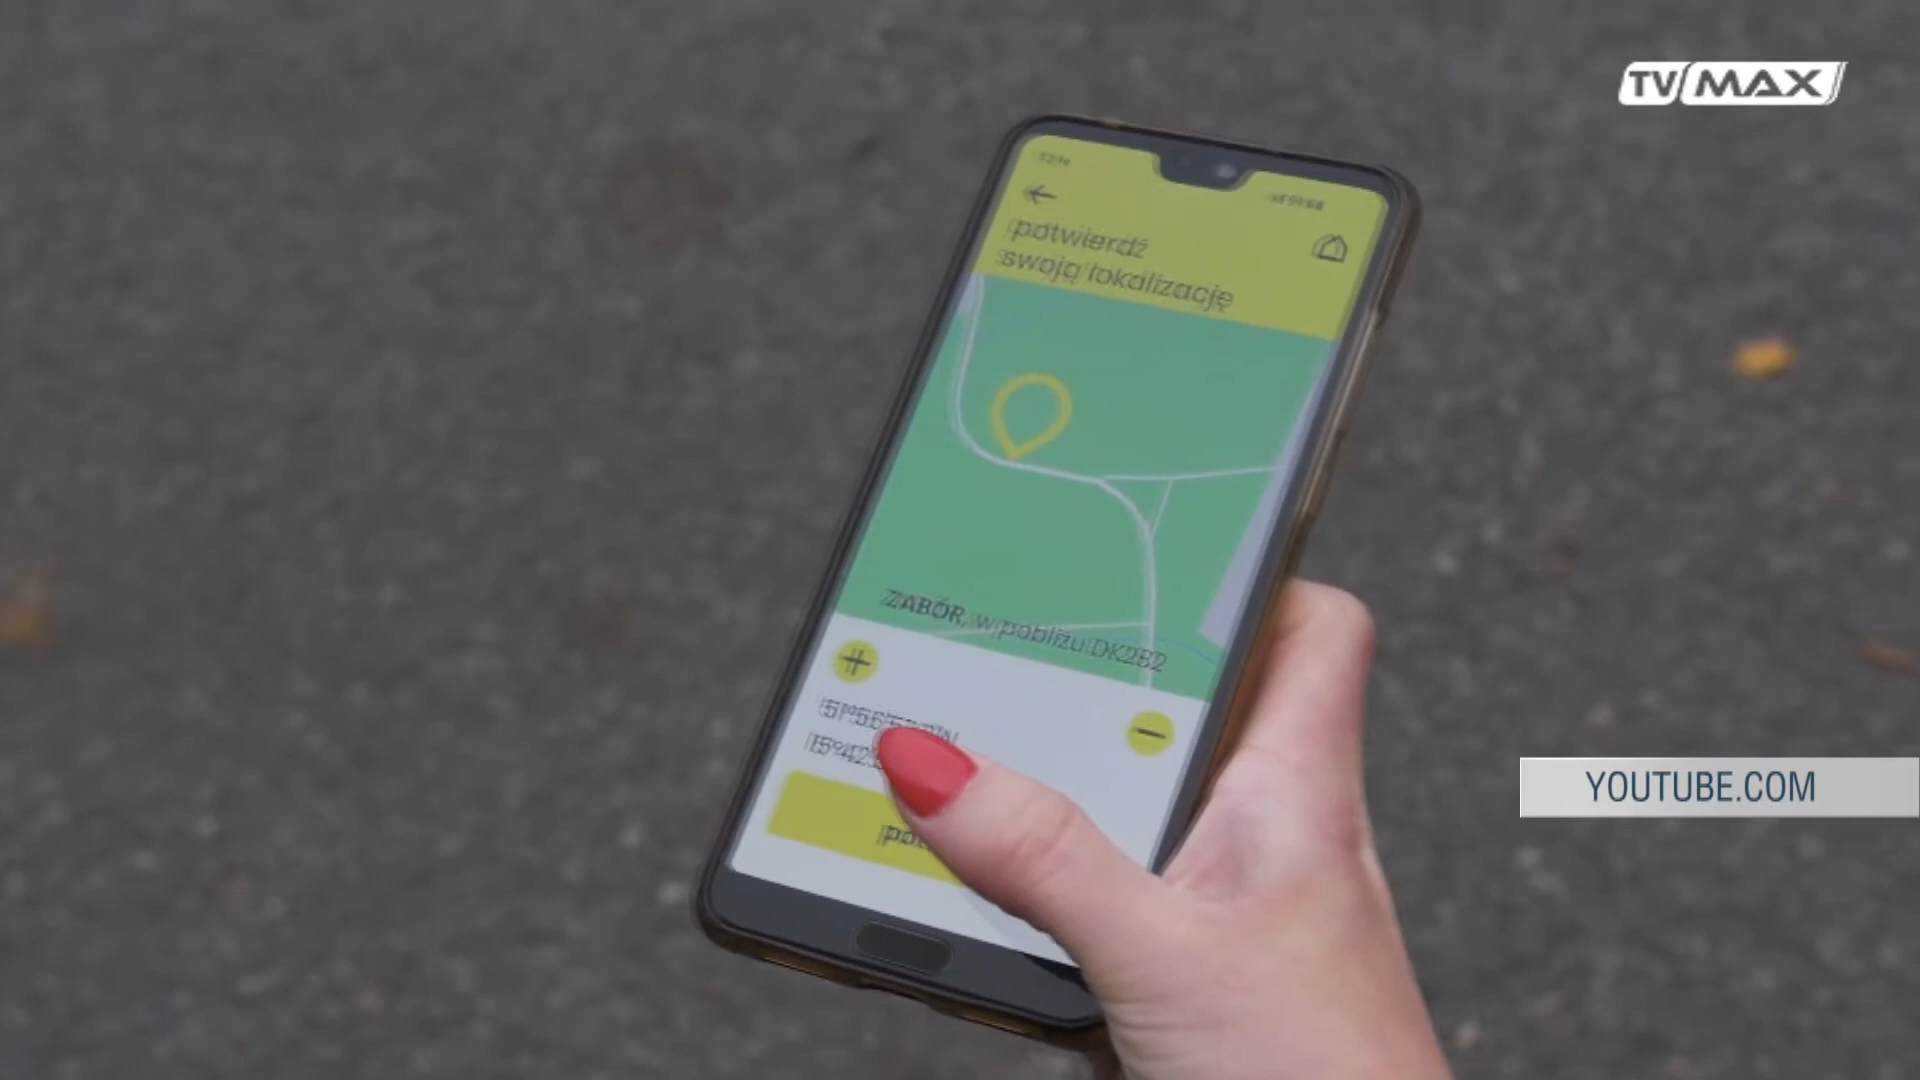 TV MAX
potwierdź
swoją lokalizację
ZABÓR, w pobliżu DK282
YOUTUBE.COM